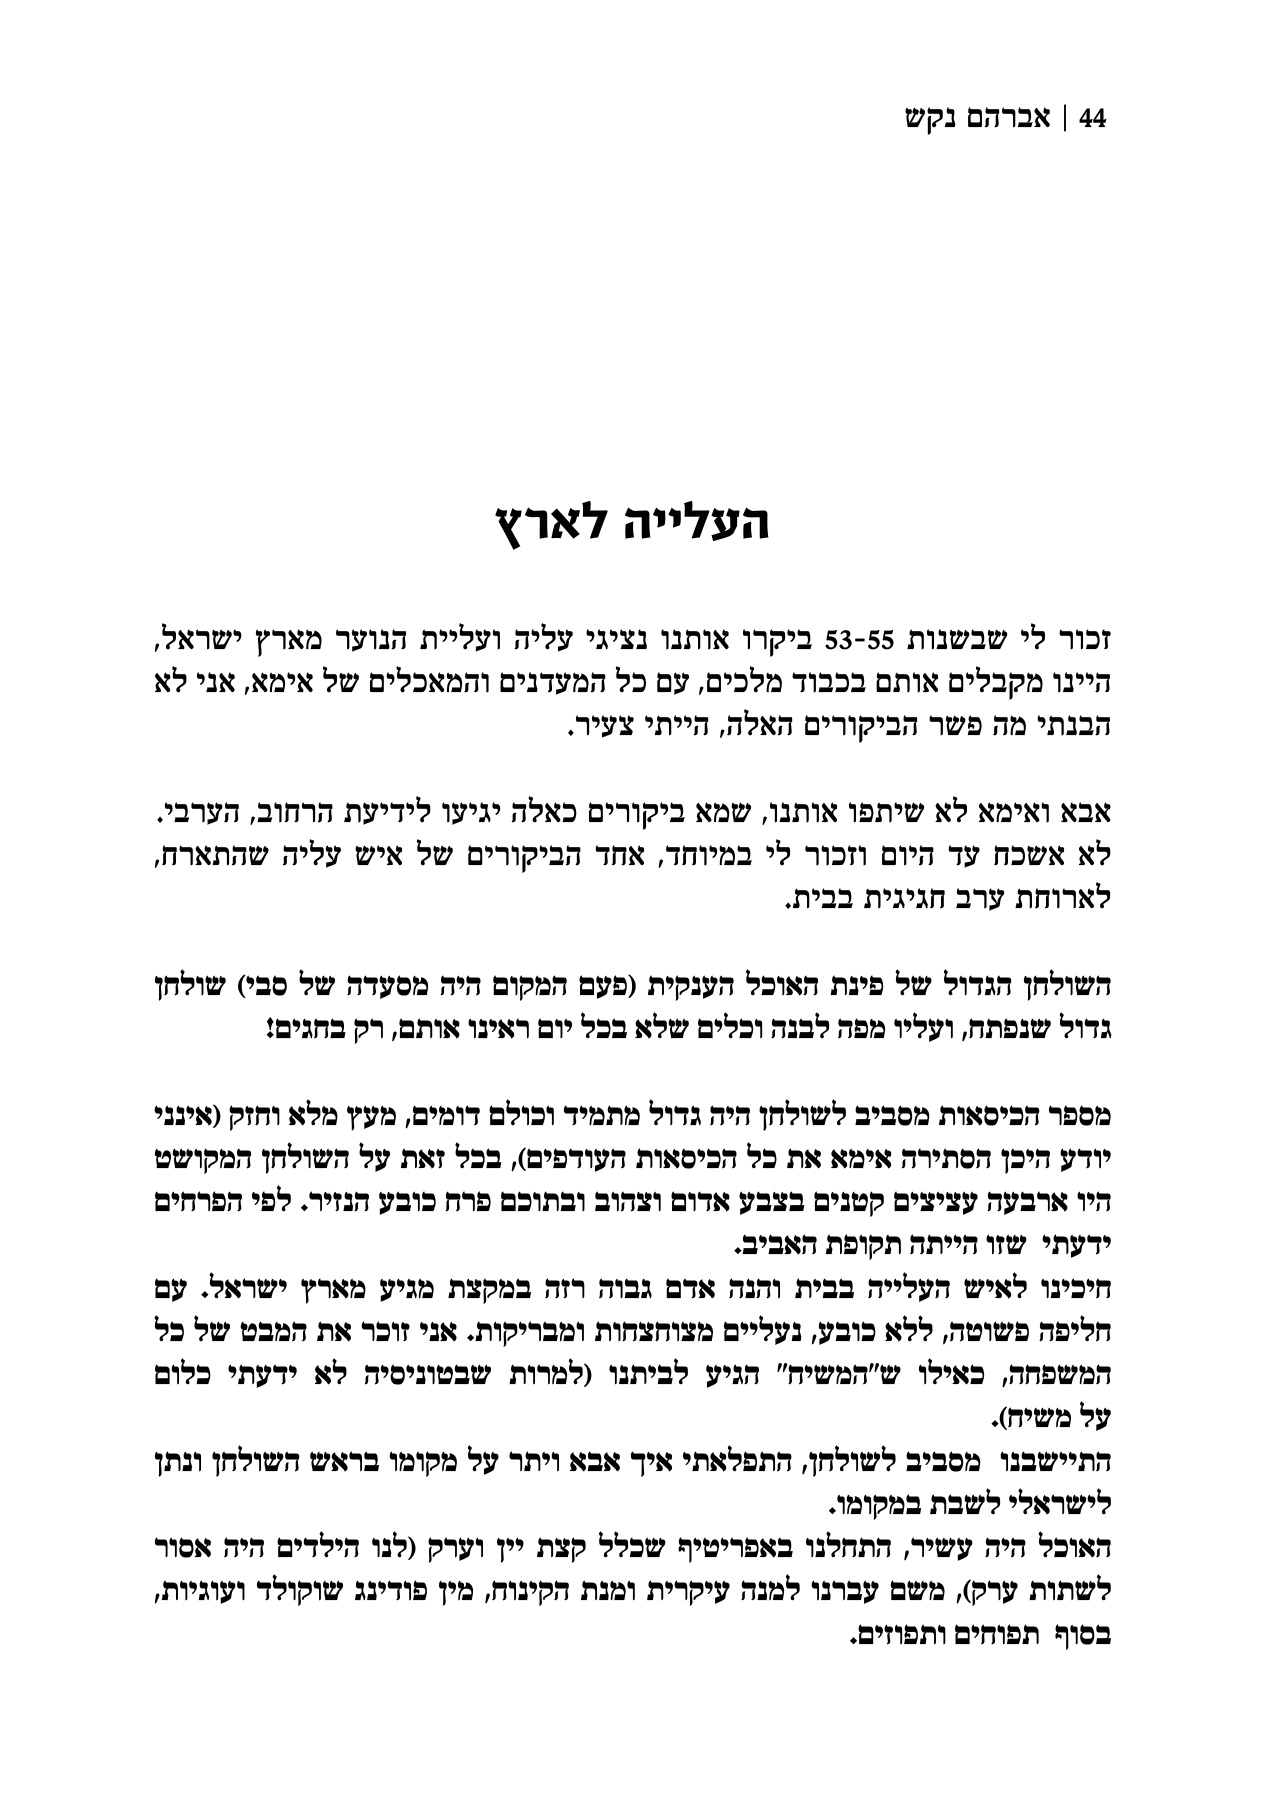 44 | אברהם נקש
העלייה לארץ
זכור לי שבשנות 53-55 ביקרו אותנו נציגי עליה ועליית הנוער מארץ ישראל,
היינו מקבלים אותם בכבוד מלכים, עם כל המעדנים והמאכלים של אימא, אני לא
הבנתי מה פשר הביקורים האלה, הייתי צעיר.
אבא ואימא לא שיתפו אותנו, שמא ביקורים כאלה יגיעו לידיעת הרחוב, הערבי.
לא אשכח עד היום וזכור לי במיוחד, אחד הביקורים של איש עליה שהתארח,
לארוחת ערב חגיגית בבית.
השולחן הגדול של פינת האוכל הענקית (פעם המקום היה מסעדה של סבי) שולחן
גדול שנפתח, ועליו מפה לבנה וכלים שלא בכל יום ראינו אותם, רק בחגים!
מספר הכיסאות מסביב לשולחן היה גדול מתמיד וכולם דומים, מעץ מלא וחזק (אינני
יודע היכן הסתירה אימא את כל הכיסאות העודפים), בכל זאת על השולחן המקושט
היו ארבעה עציצים קטנים בצבע אדום וצהוב ובתוכם פרח כובע הנזיר. לפי הפרחים
ידעתי  שזו הייתה תקופת האביב.
חיכינו לאיש העלייה בבית והנה אדם גבוה רזה במקצת מגיע מארץ ישראל. עם
חליפה פשוטה, ללא כובע, נעליים מצוחצחות ומבריקות. אני זוכר את המבט של כל
המשפחה, כאילו ש"המשיח" הגיע לביתנו (למרות שבטוניסיה לא ידעתי כלום
על משיח).
התיישבנו  מסביב לשולחן, התפלאתי איך אבא ויתר על מקומו בראש השולחן ונתן
לישראלי לשבת במקומו.
האוכל היה עשיר, התחלנו באפריטיף שכלל קצת יין וערק (לנו הילדים היה אסור
לשתות ערק), משם עברנו למנה עיקרית ומנת הקינוח, מין פודינג שוקולד ועוגיות,
בסוף  תפוחים ותפוזים.